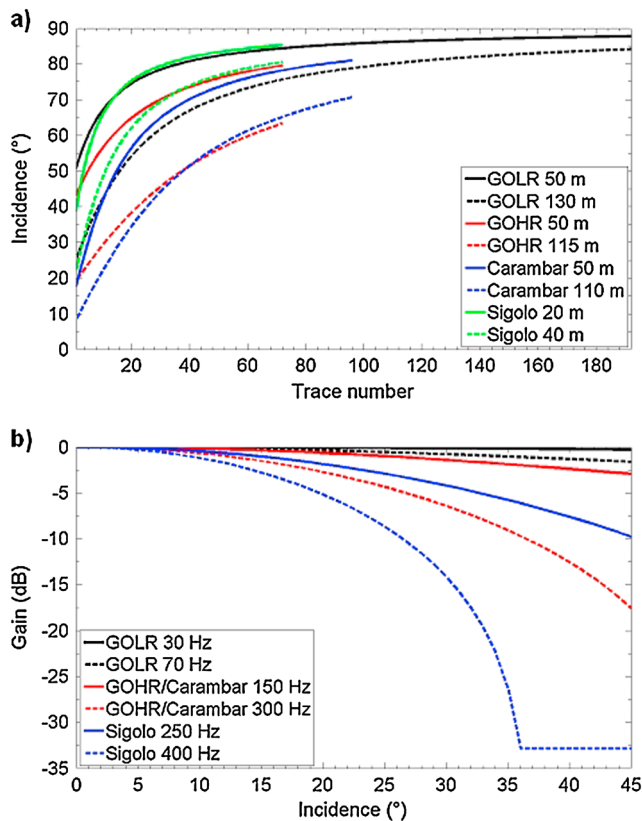 a)
90
80
70
60
50
40
30
20
10
0
Incidence (°)
20 40 60 80 100 120 140 160 180
Trace number
GOLR 50 m
GOLR 130 m
GOHR 50 m
GOHR 115 m
Carambar 50 m
Carambar 110 m
Sigolo 20 m
Sigolo 40 m
b)
0
-5
-10
-15
-20
-25
-30
-35
Gain (dB)
GOLR 30 Hz
GOLR 70 Hz
GOHR/Carambar 150 Hz
GOHR/Carambar 300 Hz
Sigolo 250 Hz
Sigolo 400 Hz
0 5 10 15 20 25 30 35 40 45
Incidence (°)